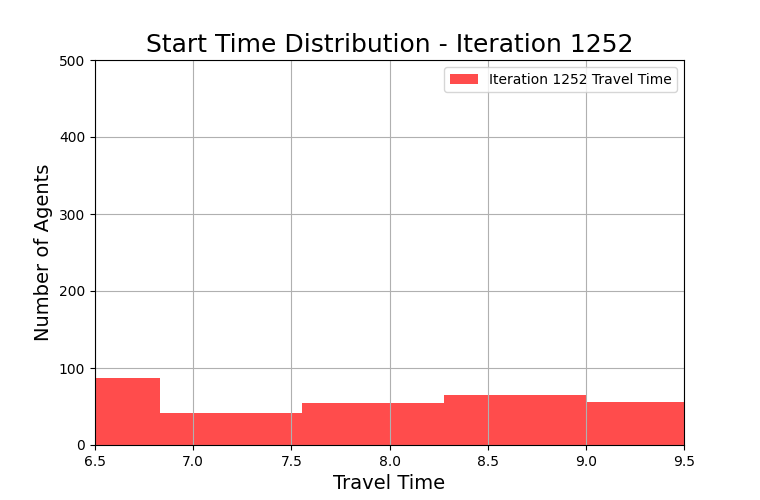 Start Time Distribution - Iteration 1252
Iteration 1252 Travel Time
Number of Agents
500
400
300
200
100
0
6.5 7.0 7.5 8.0 8.5 9.0 9.5
Travel Time